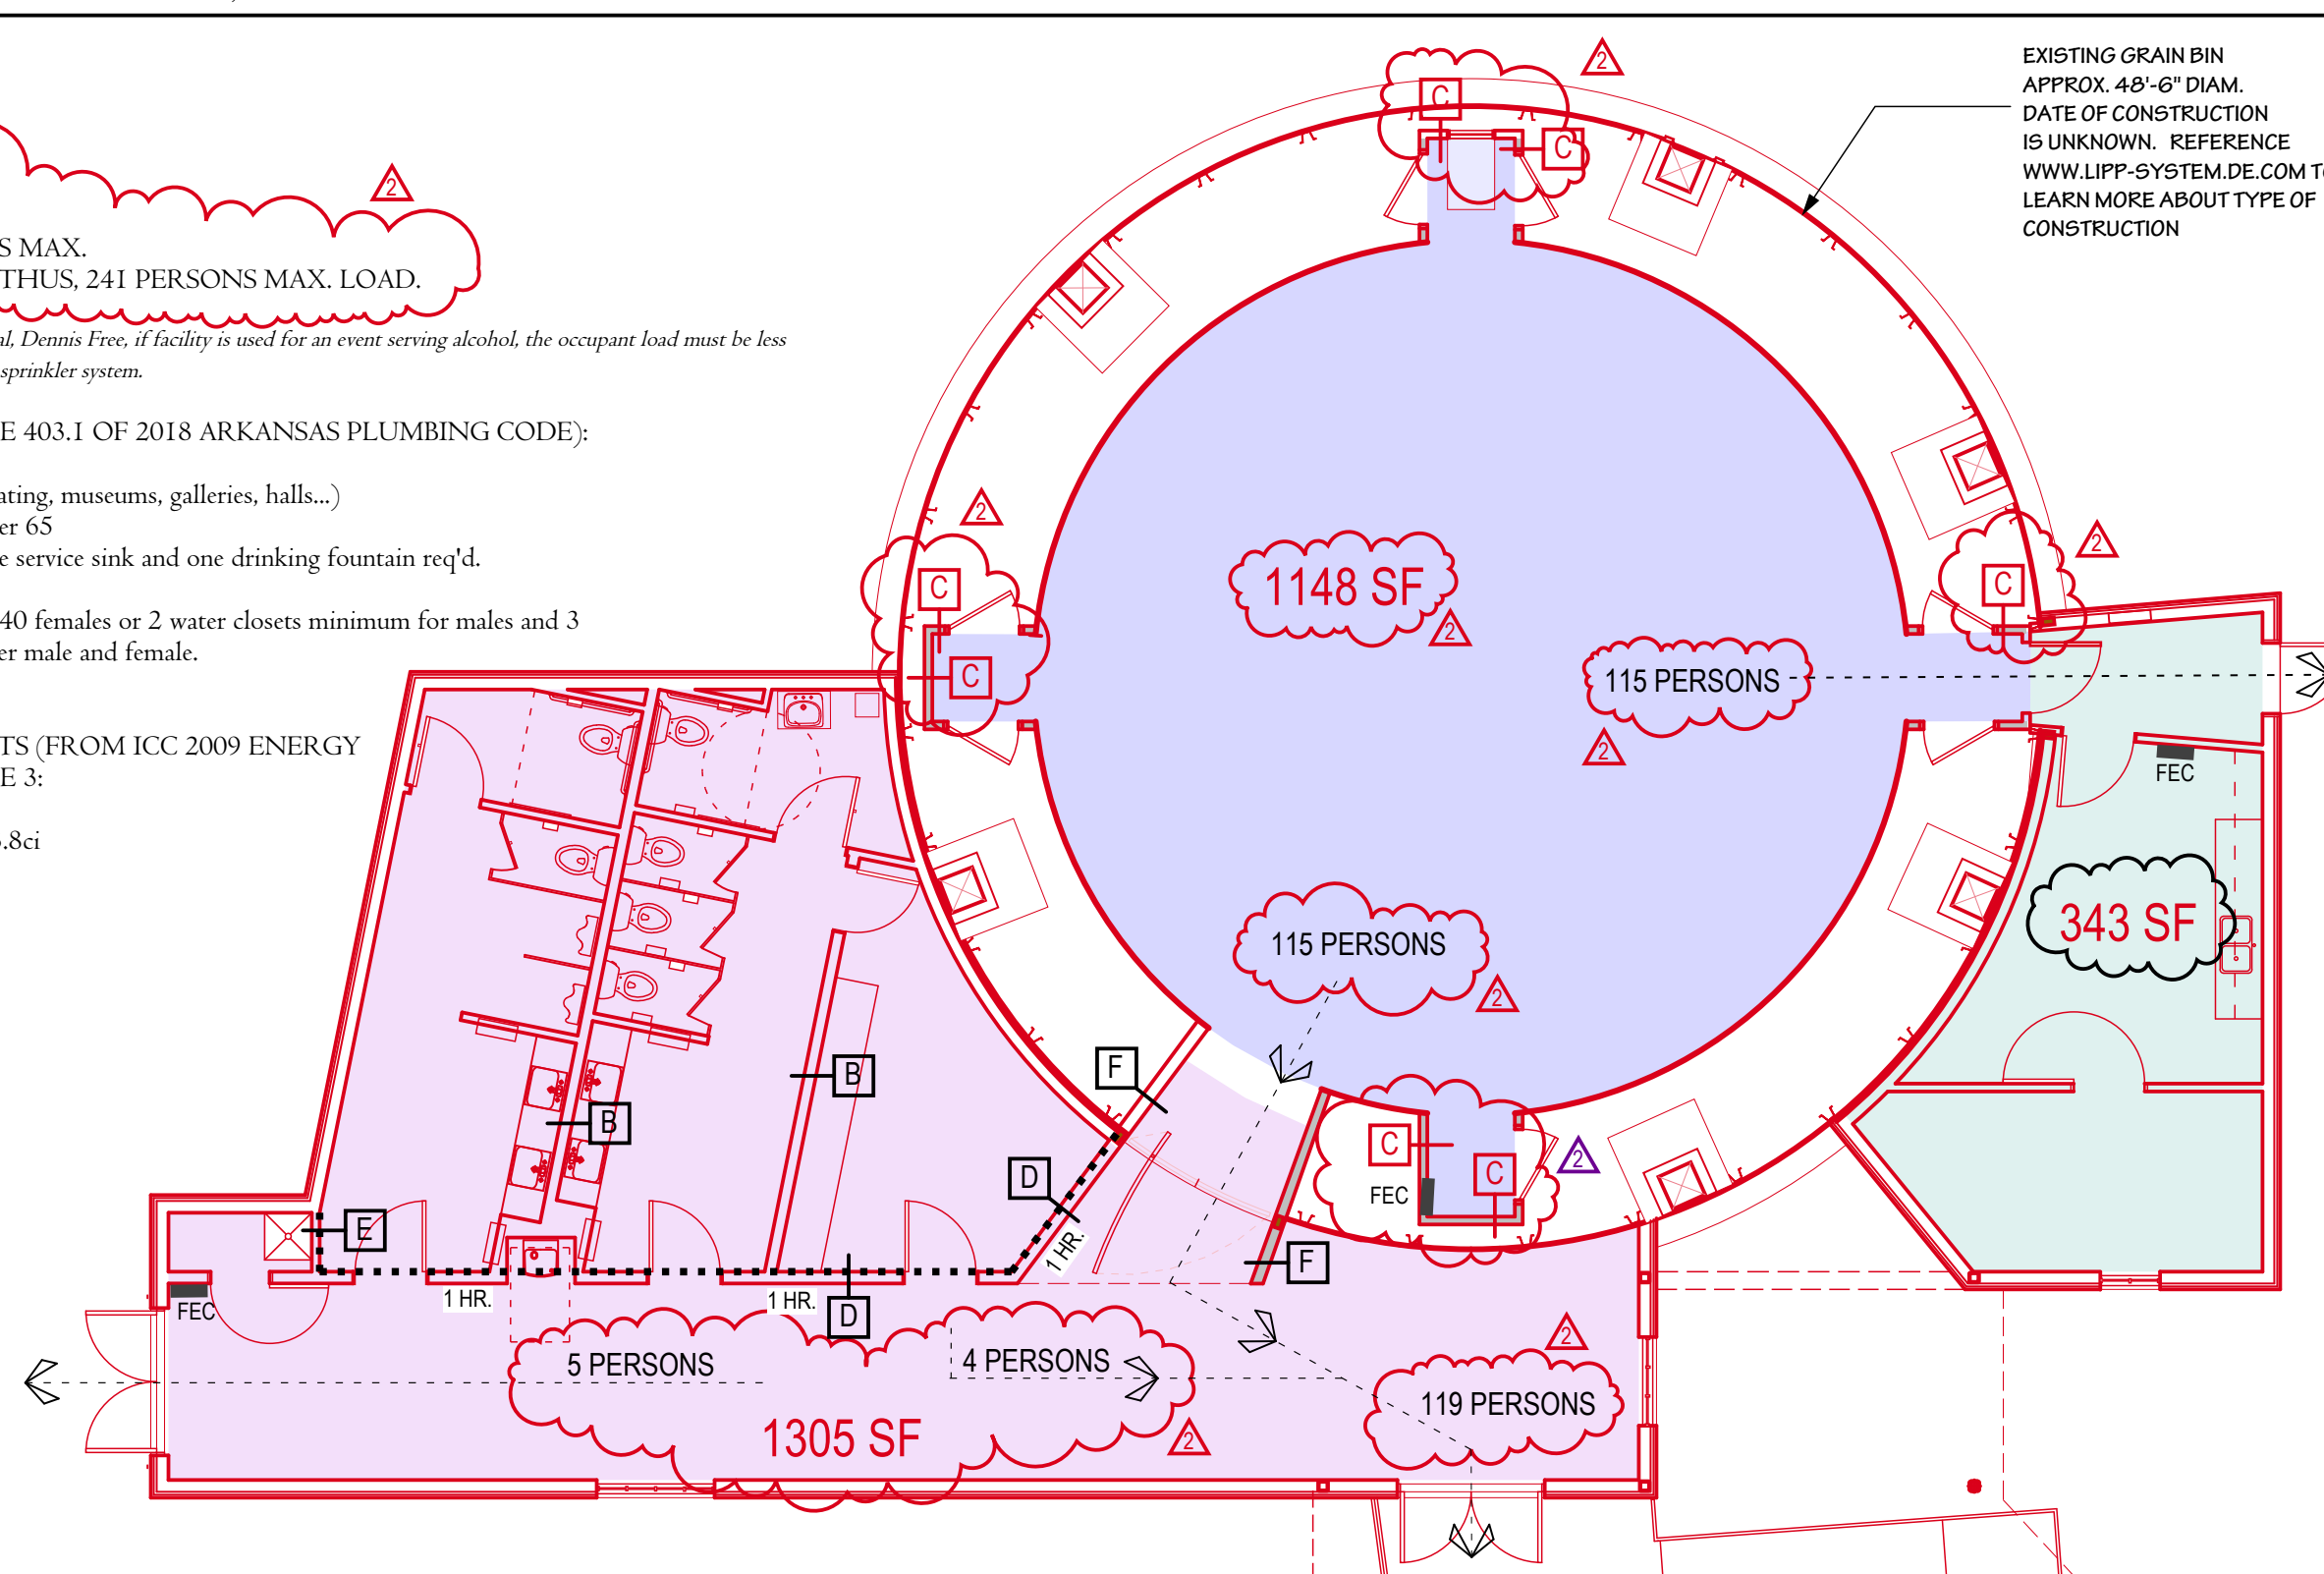 S MAX.
THUS, 241 PERSONS MAX. LOAD.
2
al, Dennis Free, if facility is used for an event serving alcohol, the occupant load must be less
sprinkler system.
E 403.1 OF 2018 ARKANSAS PLUMBING CODE):
ating, museums, galleries, halls...)
er 65
e service sink and one drinking fountain req'd.
40 females or 2 water closets minimum for males and 3
er male and female.
TS (FROM ICC 2009 ENERGY
E 3:
.8ci
EXISTING GRAIN BIN
APPROX. 48'-6" DIAM.
DATE OF CONSTRUCTION
IS UNKNOWN. REFERENCE
WWW.LIPP-SYSTEM.DE.COM
LEARN MORE ABOUT TYPE OF
CONSTRUCTION
2
C
C
2
C
C
1148 SF
2
115 PERSONS
2
C
2
FEC
343 SF
115 PERSONS
2
F
B
B
D
1 HR.
C
C
FEC
2
F
E
FEC
1 HR.
1 HR.
D
5 PERSONS
4 PERSONS
1305 SF
2
119 PERSONS
2